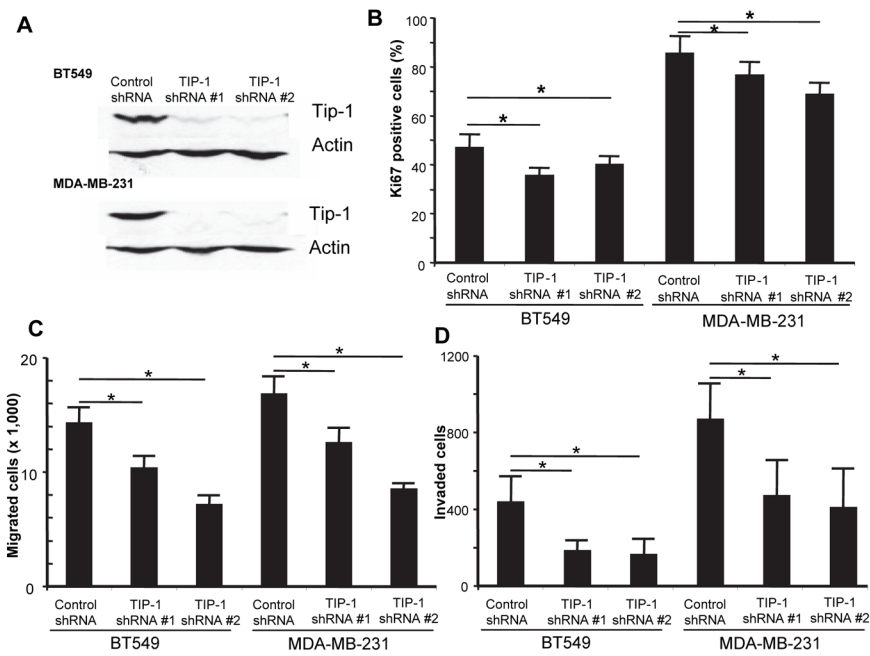 A
BT549
Control shRNA TIP-1 shRNA #1 TIP-1 shRNA #2
Tip-1
Actin
MDA-MB-231
Tip-1
Actin
B
Ki67 positive cells (%)
100
80
60
40
20
0
* * * *
Control shRNA TIP-1 shRNA #1 TIP-1 shRNA #2 Control shRNA TIP-1 shRNA #1 TIP-1 shRNA #2
BT549 MDA-MB-231
C
Migrated cells (x 1,000)
20
10
0
* * * *
Control shRNA TIP-1 shRNA #1 TIP-1 shRNA #2 Control shRNA TIP-1 shRNA #1 TIP-1 shRNA #2
BT549 MDA-MB-231
D
Invaded cells
1200
800
400
0
* * * *
Control shRNA TIP-1 shRNA #1 TIP-1 shRNA #2 Control shRNA TIP-1 shRNA #1 TIP-1 shRNA #2
BT549 MDA-MB-231